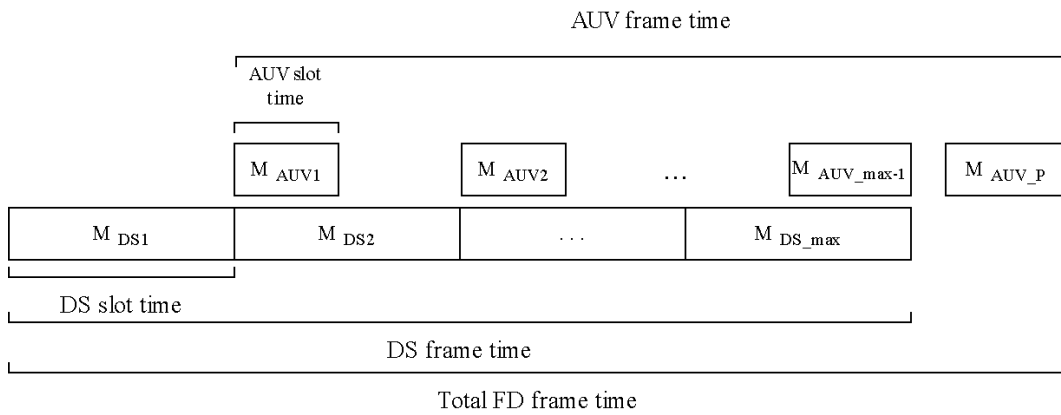 AUV frame time
AUV slot
time
M AUV1
M AUV2
...
M AUV_max-1
M AUV_P
M DS1
M DS2
...
M DS_max
DS slot time
DS frame time
Total FD frame time